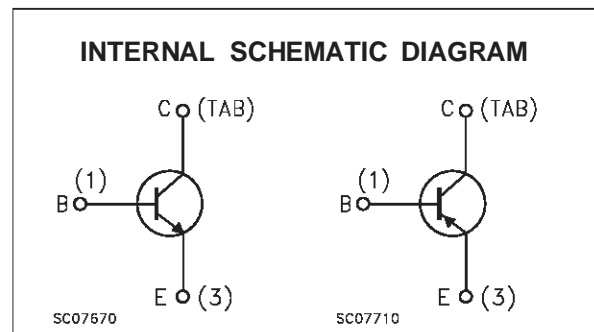 INTERNAL SCHEMATIC DIAGRAM
C (TAB)
C (TAB)
(1)
(1)
B
B
E (3)
E (3)
SC07670
SC07710